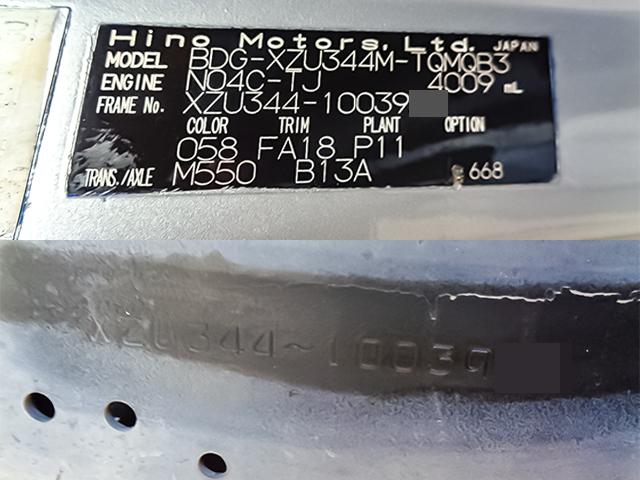 Hino Motors, Ltd. JAPAN
MODEL BDG-XZU344M-TQMQB3
ENGINE N04C-TJ 4009 mL
FRAME No. XZU344-10039
COLOR TRIM PLANT OPTION
058 FA18 P11
TRANS./AXLE M550 B13A 668
XZU344~10039